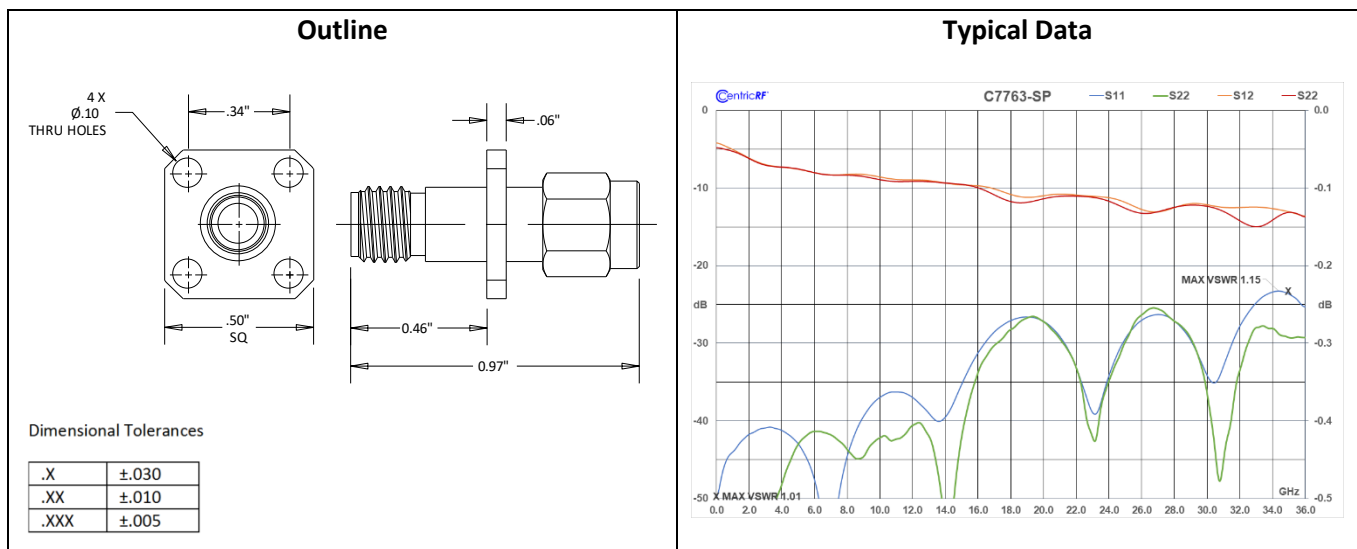 Outline
4 X
Ø.10
THRU HOLES
.34"
.06"
.50"
SQ
0.46"
0.97"
Dimensional Tolerances
.X ±.030
.XX ±.010
.XXX ±.005
Typical Data
CentricRF® C7763-SP S11 S22 S12 S22
0 0.0
-10 -0.1
-20 -0.2
MAX VSWR 1.15 X
dB dB
-30 -0.3
-40 -0.4
X MAX VSWR 1.01 GHz
-50 -0.5
0.0 2.0 4.0 6.0 8.0 10.0 12.0 14.0 16.0 18.0 20.0 22.0 24.0 26.0 28.0 30.0 32.0 34.0 36.0